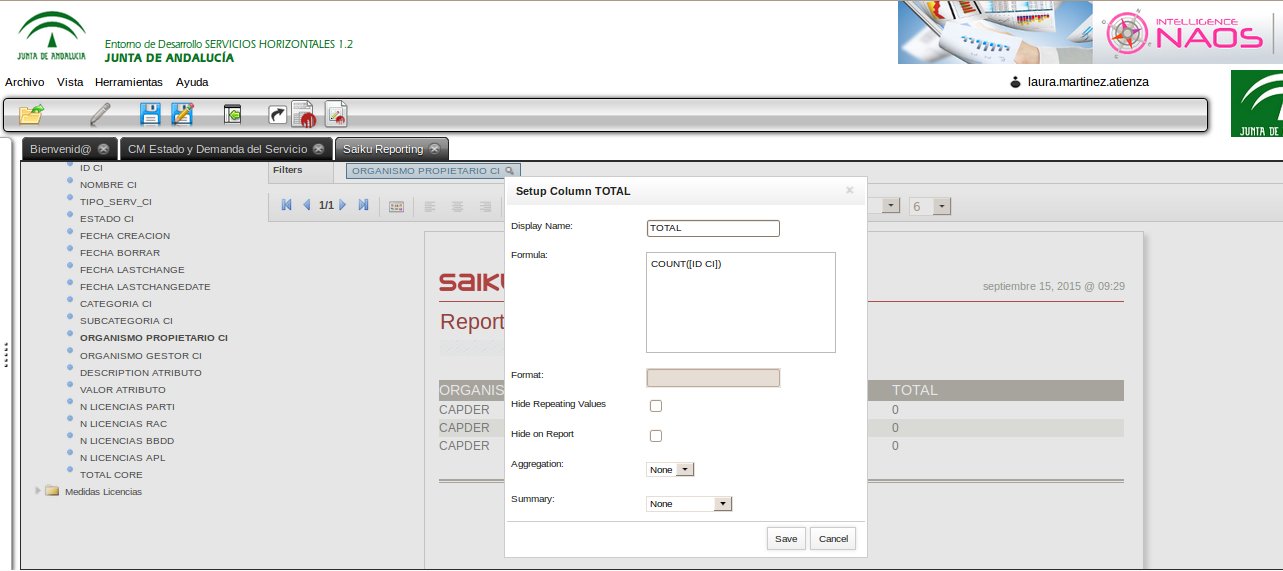 JUNTA DE ANDALUCIA
Entorno de Desarrollo SERVICIOS HORIZONTALES 1.2
JUNTA DE ANDALUCÍA
INTELLIGENCE
NAOS
Archivo Vista Herramientas Ayuda
laura.martinez.atienza
JUNTA DE
Bienvenid@
CM Estado y Demanda del Servicio
Saiku Reporting
ID CI
NOMBRE CI
TIPO_SERV_CI
ESTADO CI
FECHA CREACION
FECHA BORRAR
FECHA LASTCHANGE
FECHA LASTCHANGEDATE
CATEGORIA CI
SUBCATEGORIA CI
ORGANISMO PROPIETARIO CI
ORGANISMO GESTOR CI
DESCRIPTION ATRIBUTO
VALOR ATRIBUTO
N LICENCIAS PARTI
N LICENCIAS RAC
N LICENCIAS BBDD
N LICENCIAS APL
TOTAL CORE
Medidas Licencias
Filters
ORGANISMO PROPIETARIO CI
1/1
6
saiku
septiembre 15, 2015 @ 09:29
Report
ORGANIS TOTAL
CAPDER 0
CAPDER 0
CAPDER 0
Setup Column TOTAL
Display Name: TOTAL
Formula: COUNT([ID CI])
Format:
Hide Repeating Values
Hide on Report
Aggregation: None
Summary: None
Save Cancel